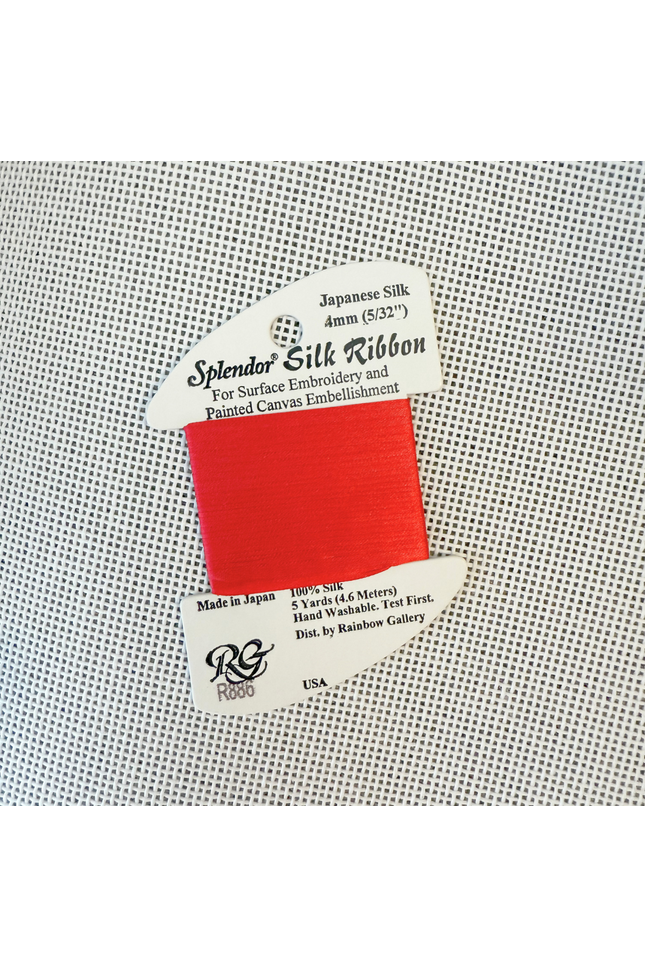 Japanese Silk
4mm (5/32")
Splendor® Silk Ribbon
For Surface Embroidery and
Painted Canvas Embellishment
Made in Japan
100% Silk
5 Yards (4.6 Meters)
Hand Washable. Test First.
Dist. by Rainbow Gallery
RG
R886
USA